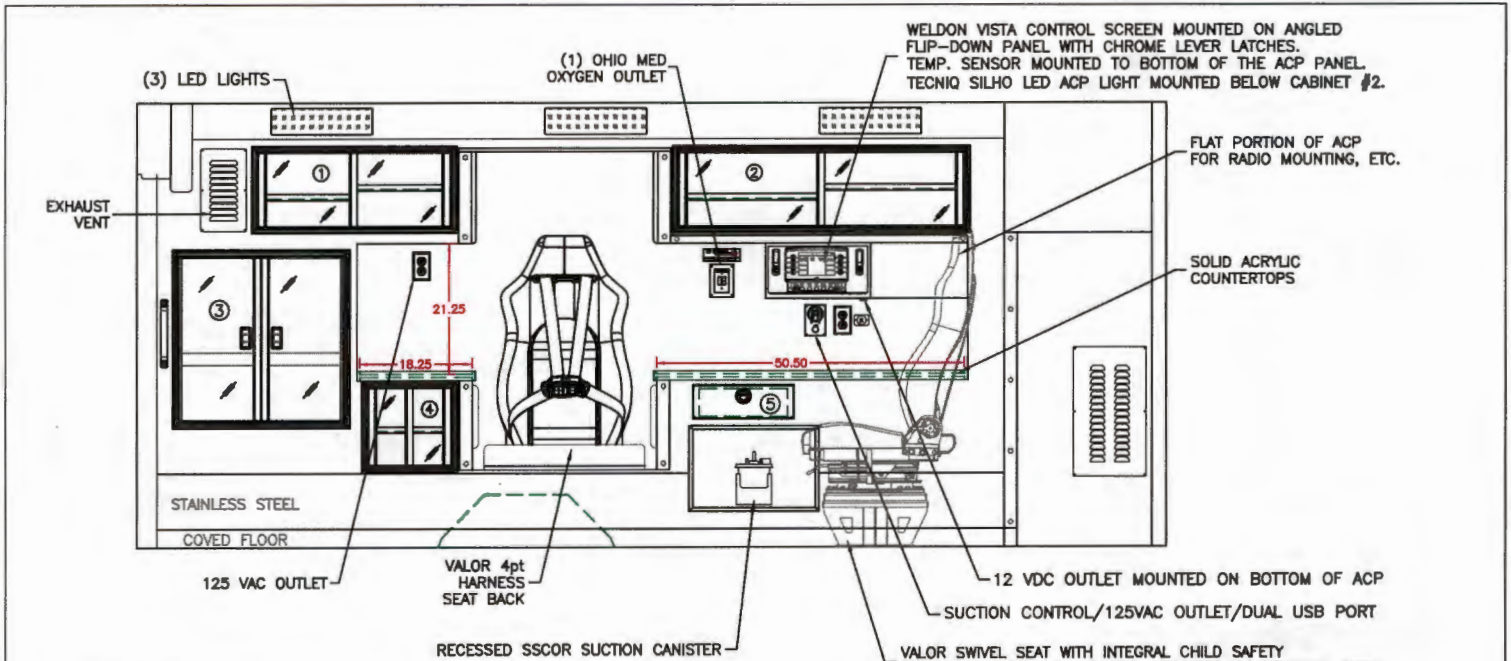 WELDON VISTA CONTROL SCREEN MOUNTED ON ANGLED
FLIP-DOWN PANEL WITH CHROME LEVER LATCHES.
TEMP. SENSOR MOUNTED TO BOTTOM OF THE ACP PANEL.
TECNIQ SILHO LED ACP LIGHT MOUNTED BELOW CABINET #2.
(1) OHIO MED
OXYGEN OUTLET
(3) LED LIGHTS
FLAT PORTION OF ACP
FOR RADIO MOUNTING, ETC.
1
2
EXHAUST
VENT
SOLID ACRYLIC
COUNTERTOPS
3
21.25
18.25
50.50
4
5
STAINLESS STEEL
COVED FLOOR
125 VAC OUTLET
VALOR 4pt
HARNESS
SEAT BACK
12 VDC OUTLET MOUNTED ON BOTTOM OF ACP
SUCTION CONTROL/125VAC OUTLET/DUAL USB PORT
RECESSED SSCOR SUCTION CANISTER
VALOR SWIVEL SEAT WITH INTEGRAL CHILD SAFETY